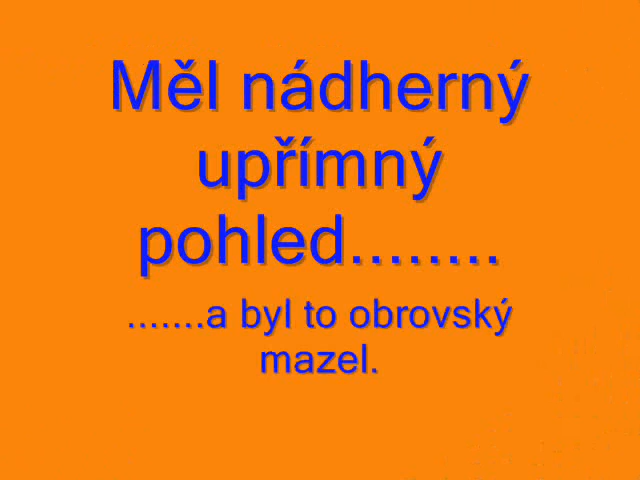 Měl nádherný
upřímný
pohled........
.......a byl to obrovský
mazel.